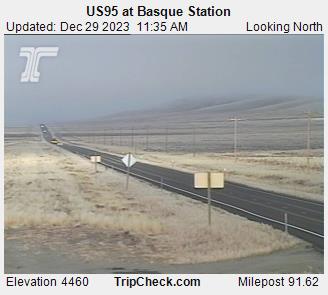 US95 at Basque Station
Updated: Dec 29 2023 11:35 AM Looking North
Elevation 4460 TripCheck.com Milepost 91.62